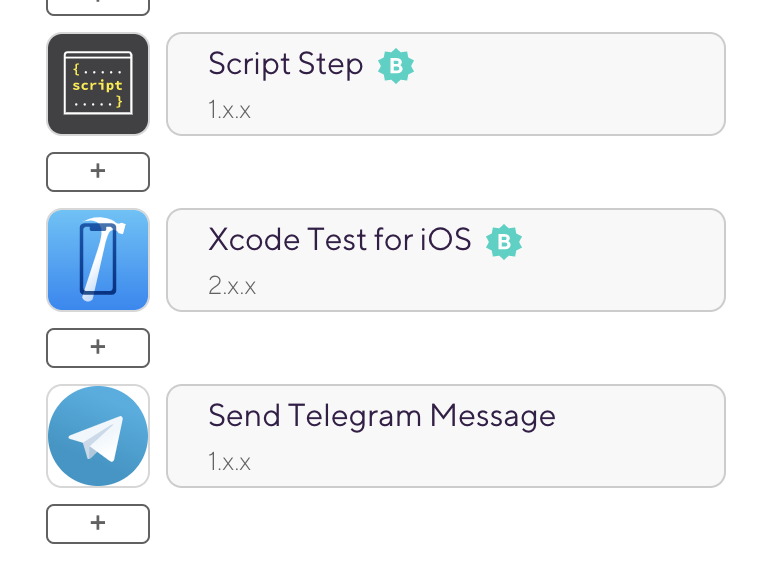 {.....
script
.....}
Script Step B
1.x.x
+
Xcode Test for iOS B
2.x.x
+
Send Telegram Message
1.x.x
+